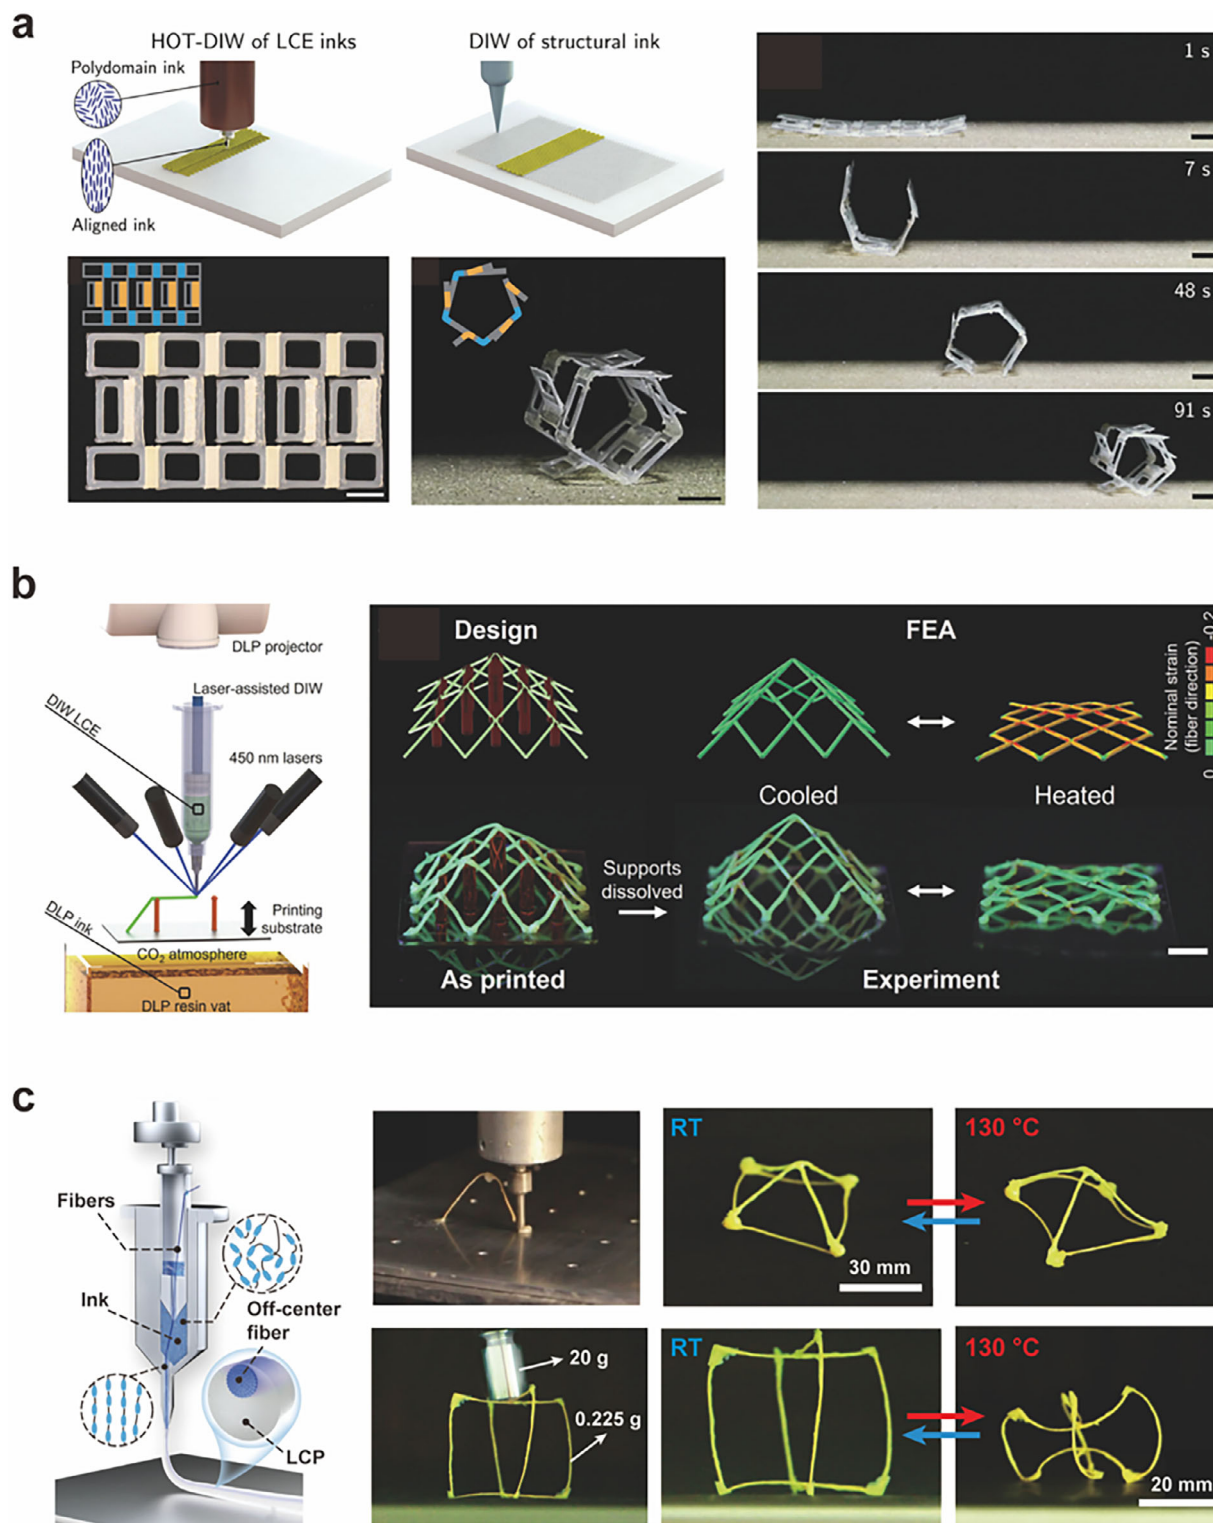 a
HOT-DIW of LCE inks
DIW of structural ink
Polydomain ink
Aligned ink
1 s
7 s
48 s
91 s
b
DLP projector
Laser-assisted DIW
DIW LCE
450 nm lasers
DLP ink
Printing
substrate
CO₂ atmosphere
DLP resin vat
Design
FEA
Cooled
Heated
-0.2
Nominal strain
(fiber direction)
0
Supports
dissolved
As printed
Experiment
c
Fibers
Ink
Off-center
fiber
LCP
RT
130 °C
30 mm
20 g
0.225 g
RT
130 °C
20 mm